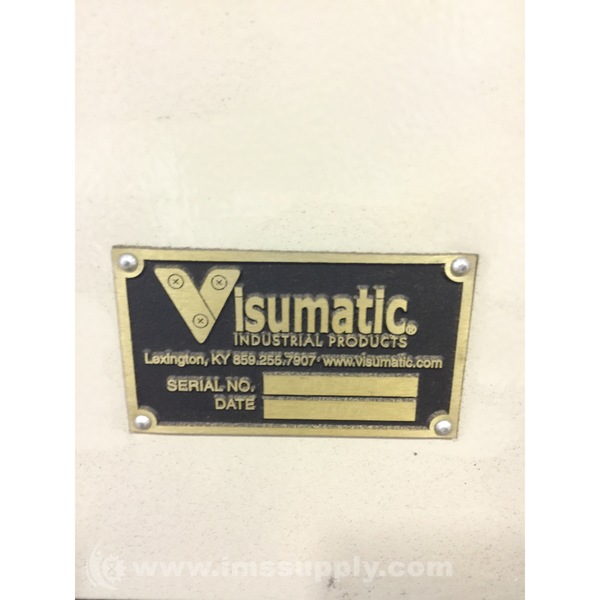 Visumatic®
INDUSTRIAL PRODUCTS
Lexington, KY 859.255.7907 · www.visumatic.com
SERIAL NO.
DATE
www.imssupply.com